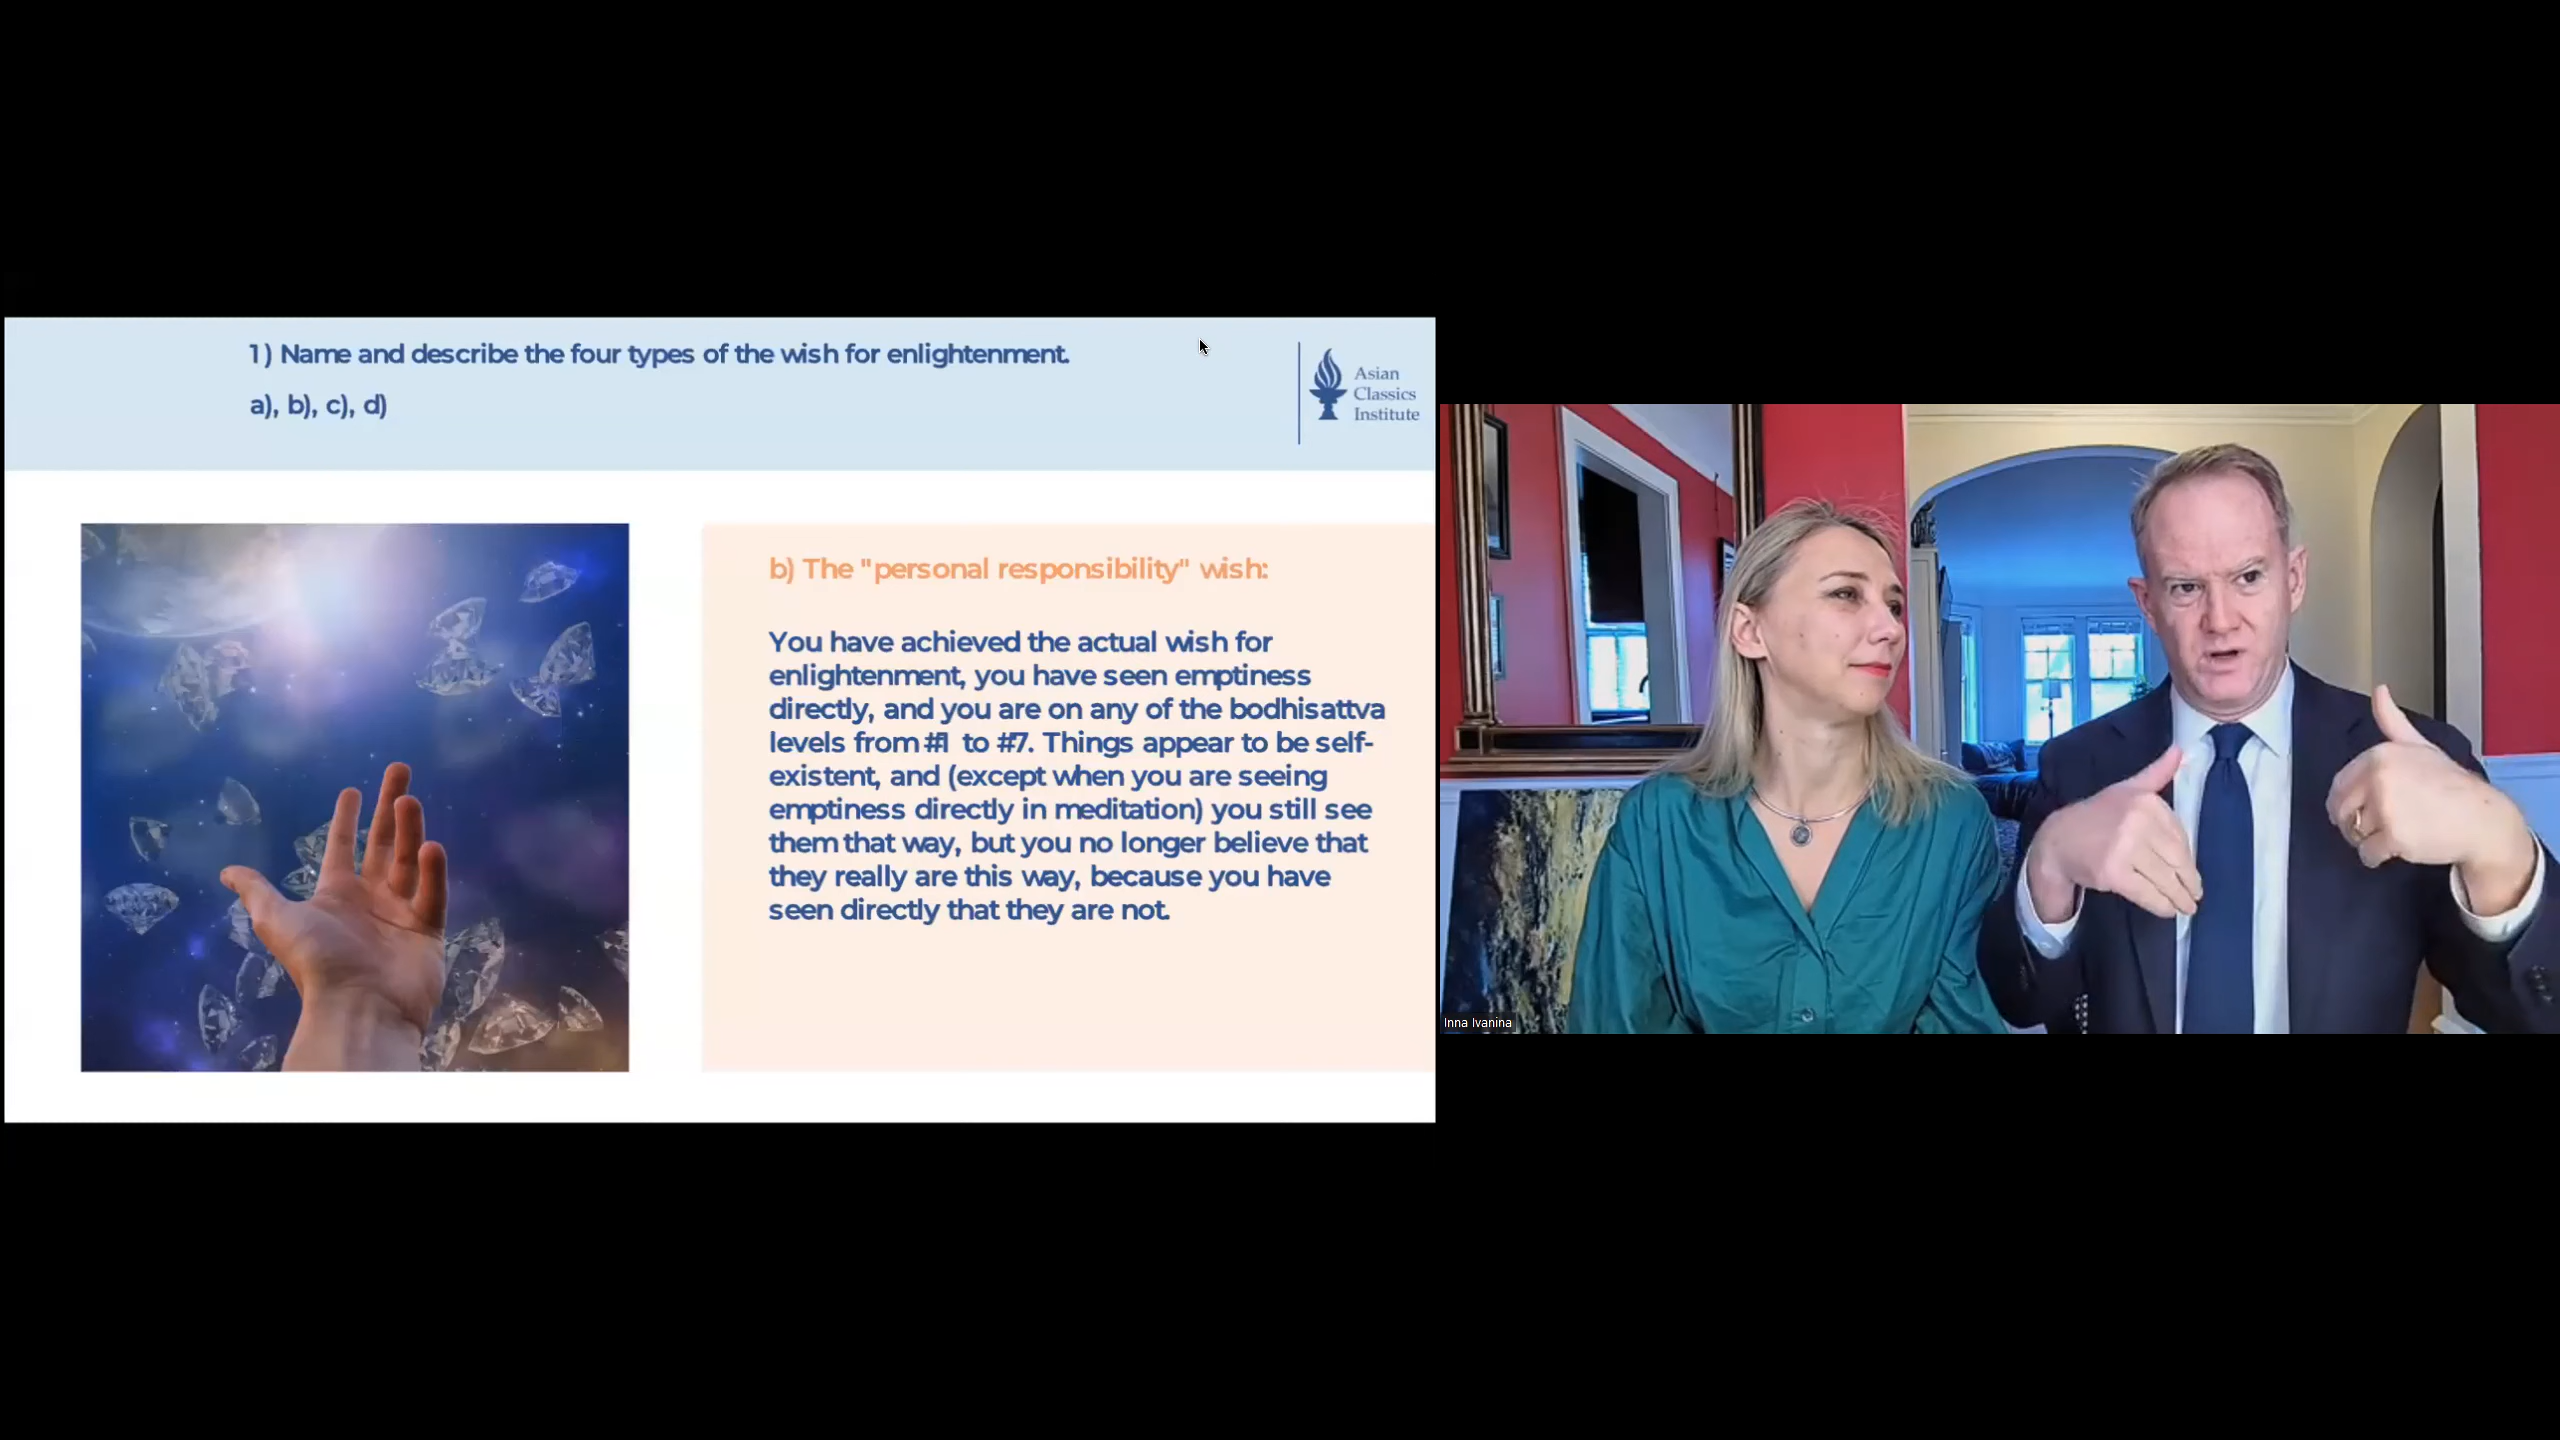 1) Name and describe the four types of the wish for enlightenment.
a), b), c), d)
Asian
Classics
Institute
b) The "personal responsibility" wish:
You have achieved the actual wish for
enlightenment, you have seen emptiness
directly, and you are on any of the bodhisattva
levels from #1 to #7. Things appear to be self-
existent, and (except when you are seeing
emptiness directly in meditation) you still see
them that way, but you no longer believe that
they really are this way, because you have
seen directly that they are not.
Inna Ivanina